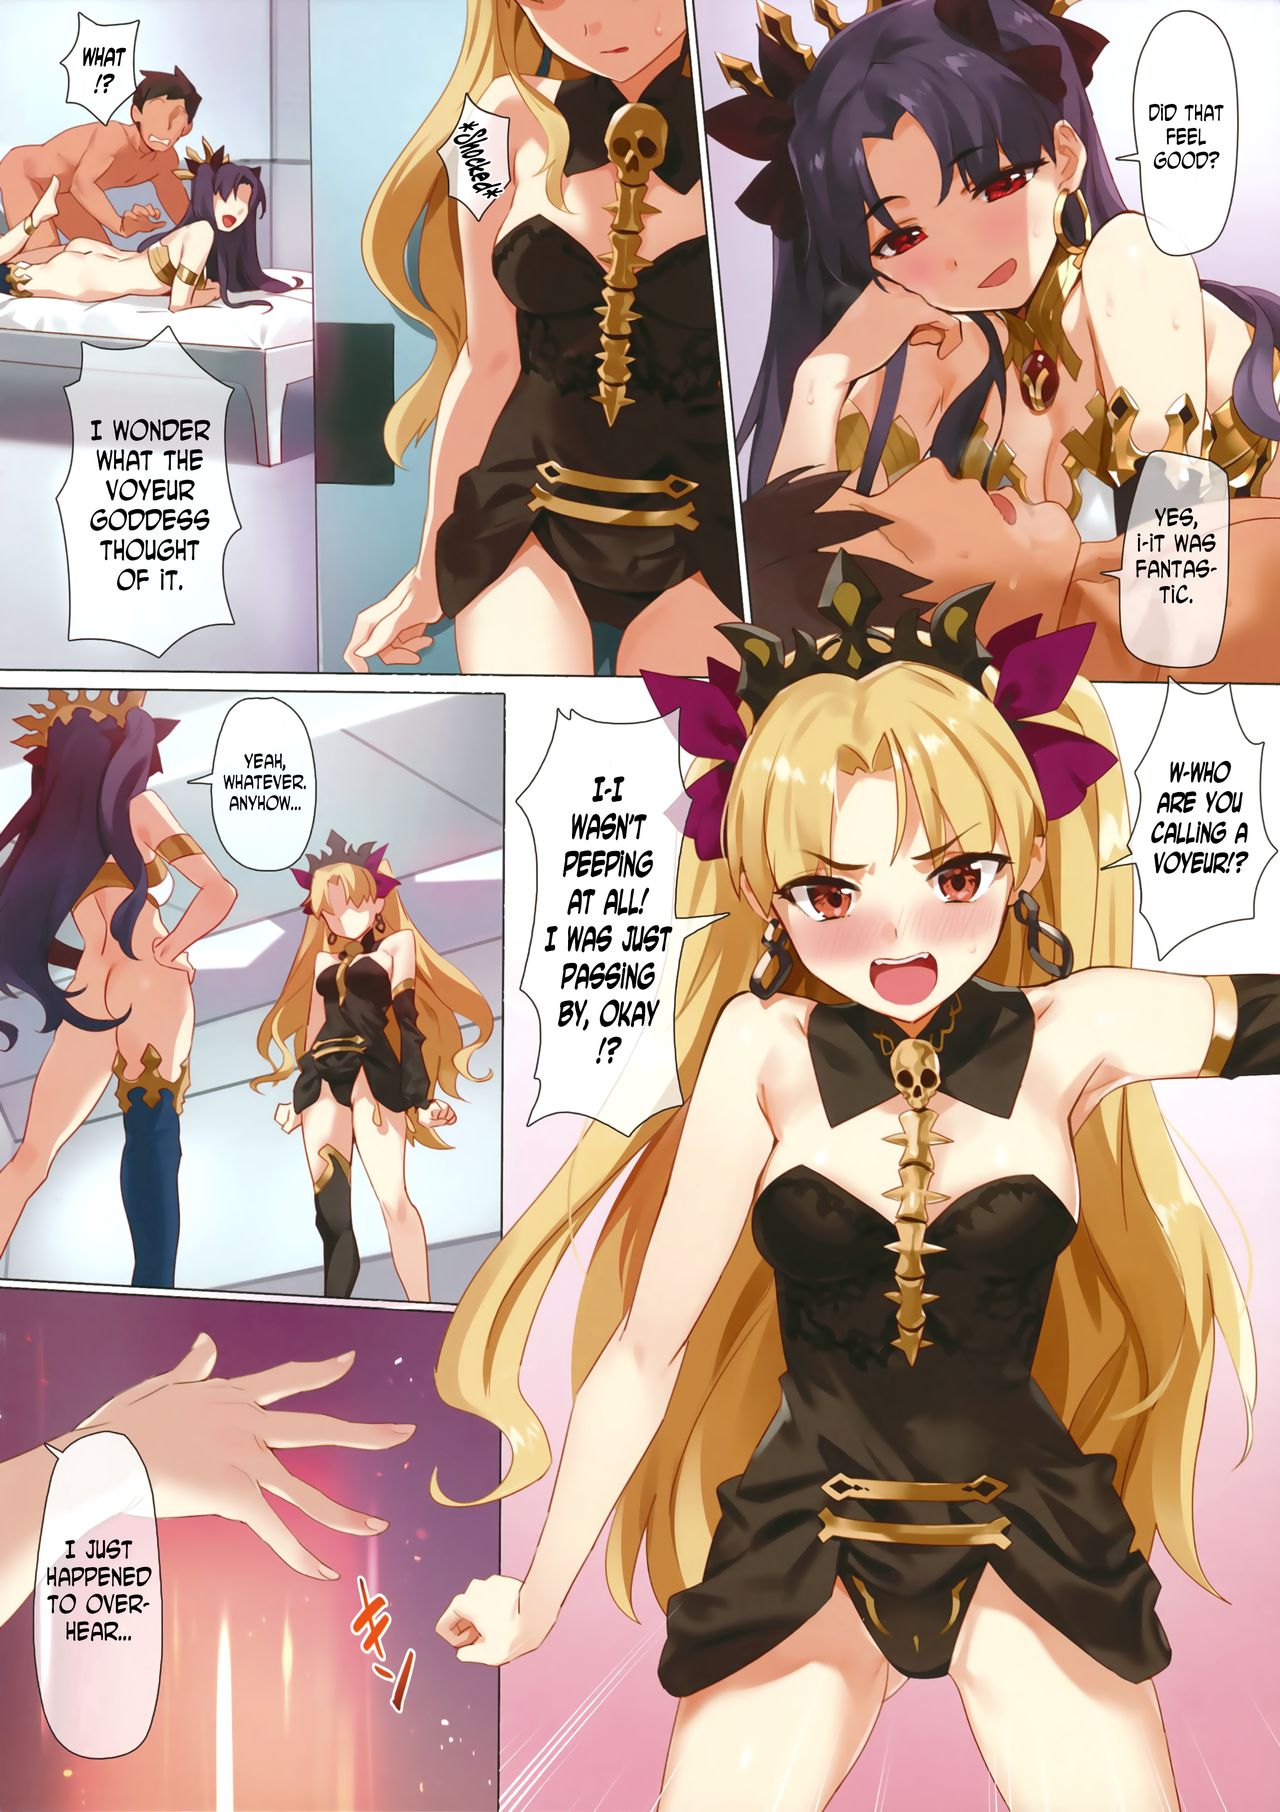 DID THAT
FEEL
GOOD?
YES,
I-IT WAS
FANTAS-
TIC.
*Shocked*
WHAT
!?
I WONDER
WHAT THE
VOYEUR
GODDESS
THOUGHT
OF IT.
W-WHO
ARE YOU
CALLING A
VOYEUR!?
I-I
WASN'T
PEEPING
AT ALL!
I WAS JUST
PASSING
BY, OKAY
!?
YEAH,
WHATEVER.
ANYHOW...
I JUST
HAPPENED
TO OVER-
HEAR...
キン